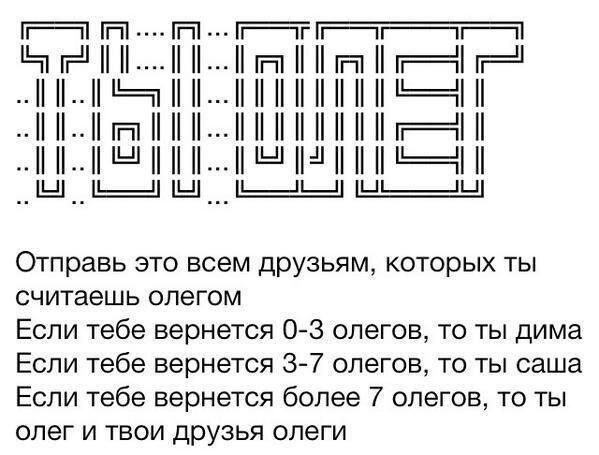 ТЫ ОЛЕГ
Отправь это всем друзьям, которых ты
считаешь олегом
Если тебе вернется 0-3 олегов, то ты дима
Если тебе вернется 3-7 олегов, то ты саша
Если тебе вернется более 7 олегов, то ты
олег и твои друзья олеги